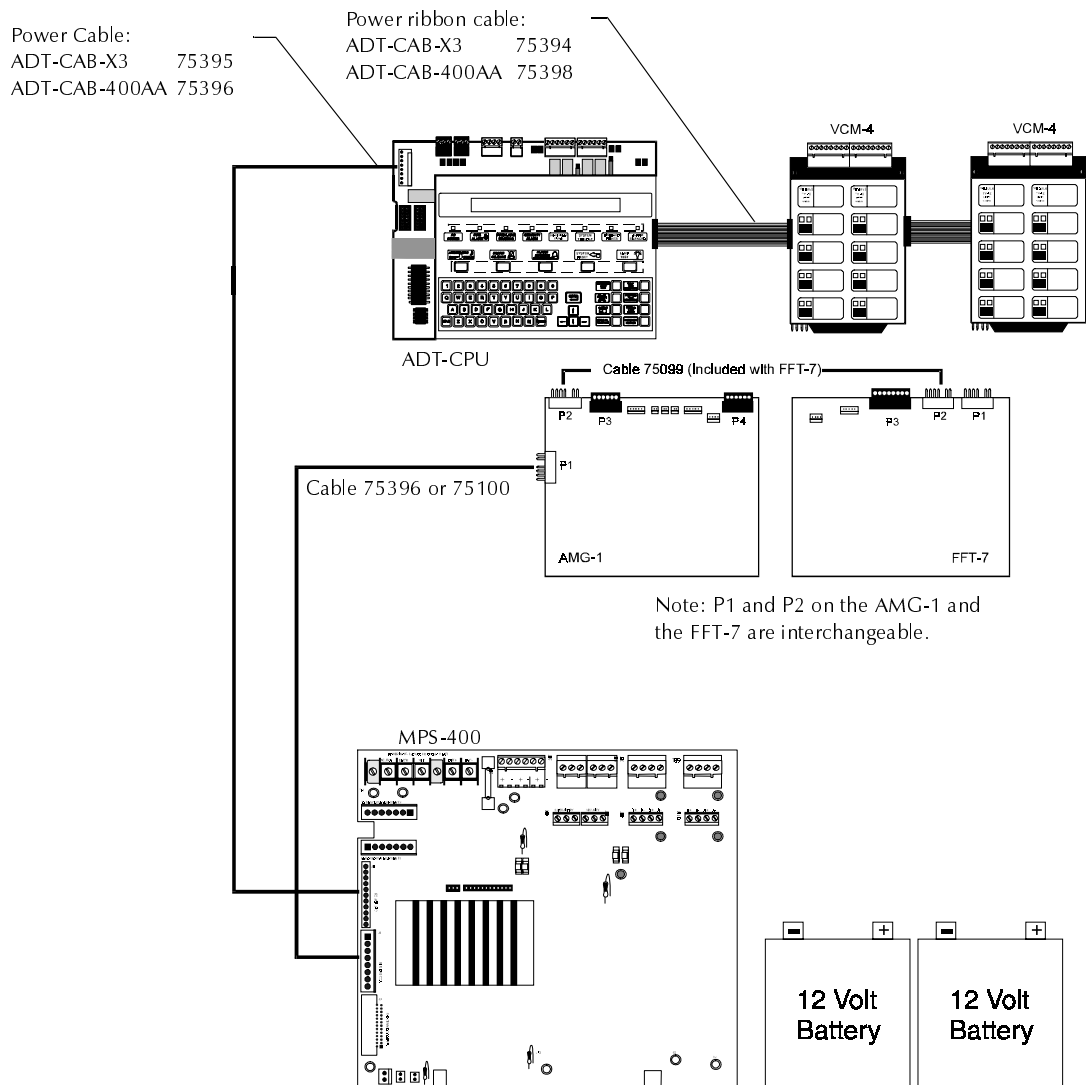 Power Cable:
ADT-CAB-X3 75395
ADT-CAB-400AA 75396
Power ribbon cable:
ADT-CAB-X3 75394
ADT-CAB-400AA 75398
VCM-4
VCM-4
ADT-CPU
Cable 75099 (Included with FFT-7)
P2
P3
P4
P3
P2
P1
P1
Cable 75396 or 75100
AMG-1
FFT-7
Note: P1 and P2 on the AMG-1 and
the FFT-7 are interchangeable.
MPS-400
- +
- +
12 Volt
Battery
12 Volt
Battery